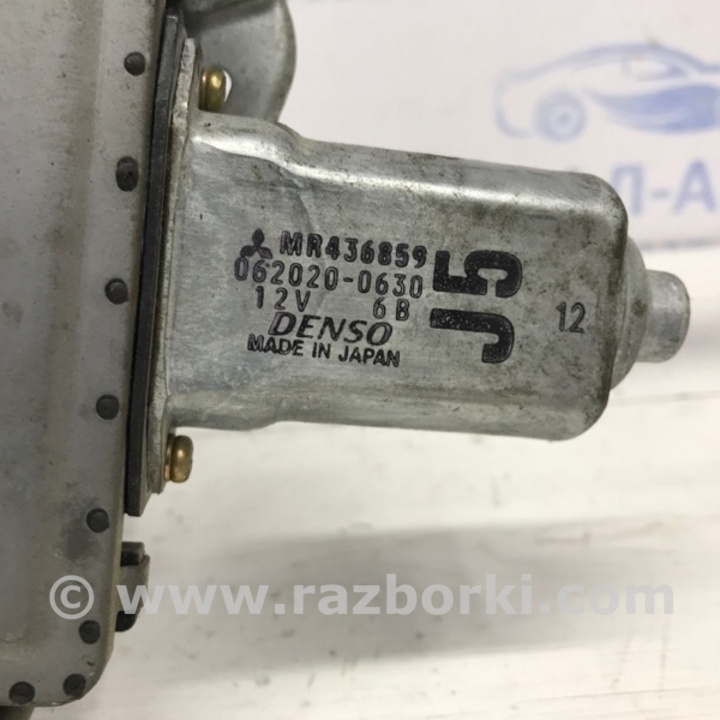 MR436859
062020-0630
12V 6B
DENSO
MADE IN JAPAN
J5
12
Л-А
© www.razborki.com